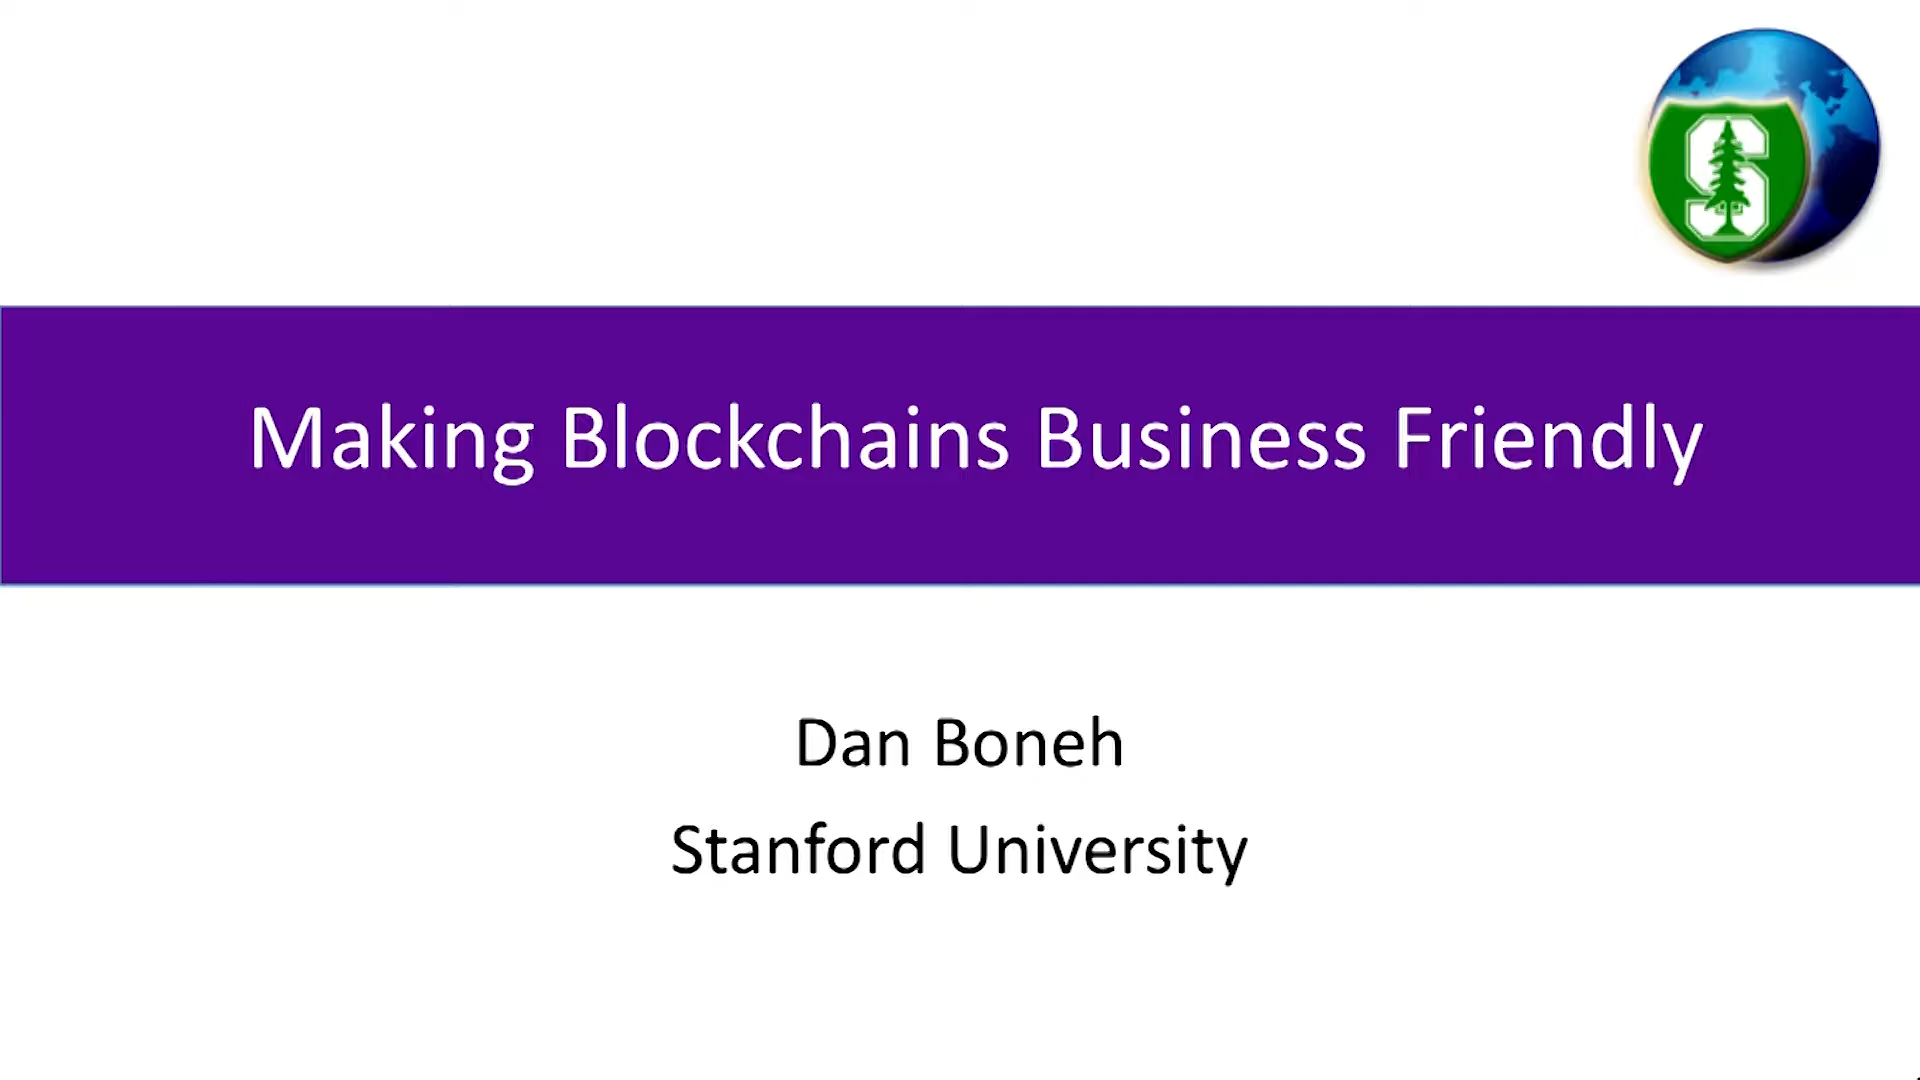 S
Making Blockchains Business Friendly
Dan Boneh
Stanford University